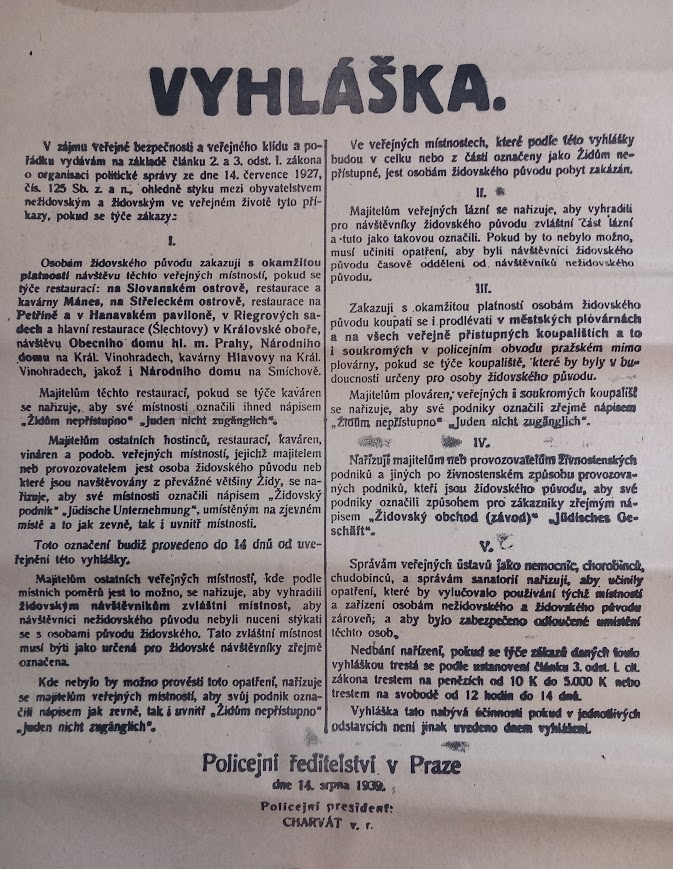 VYHLÁŠKA.
V zájmu veřejné bezpečnosti a veřejného klidu a po-
řádku vydávám na základě článku 2. a 3. odst. I. zákona
o organisaci politické správy ze dne 14. července 1927,
čís. 125 Sb. z. a n., ohledně styku mezi obyvatelstvem
nežidovským a židovským ve veřejném životě tyto pří-
kazy, pokud se týče zákazy:
I.
Osobám židovského původu zakazuji s okamžitou
platností návštěvu těchto veřejných místností, pokud se
týče restaurací: na Slovanském ostrově, restaurace a
kavárny Mánes, na Střeleckém ostrově, restaurace na
Petříně a v Hanavském paviloně, v Riegrových sa-
dech a hlavní restaurace (Šlechtovy) v Královské oboře,
návštěvu Obecního domu hl. m. Prahy, Národního
domu na Král. Vinohradech, kavárny Hlavovy na Král.
Vinohradech, jakož i Národního domu na Smíchově.
Majitelům těchto restaurací, pokud se týče kaváren
se nařizuje, aby své místnosti označili ihned nápisem
„Židům nepřístupno“ „Juden nicht zugänglich“.
Majitelům ostatních hostinců, restaurací, kaváren,
vináren a podob. veřejných místností, jejichž majitelem
neb provozovatelem jest osoba židovského původu neb
které jsou navštěvovány z převážné většiny Židy, se na-
řizuje, aby své místnosti označili nápisem „Židovský
podnik“ „Jüdische Unternehmung“, umístěným na zjevném
místě a to jak zevně, tak i uvnitř místnosti.
Toto označení budiž provedeno do 14 dnů od uve-
řejnění této vyhlášky.
Majitelům ostatních veřejných místností, kde podle
místních poměrů jest to možno, se nařizuje, aby vyhradili
židovským návštěvníkům zvláštní místnost, aby
návštěvníci nežidovského původu nebyli nuceni stýkati
se s osobami původu židovského. Tato zvláštní místnost
musí býti jako určená pro židovské návštěvníky zřejmě
označena.
Kde nebylo by možno provésti toto opatření, nařizuje
se majitelům veřejných místností, aby svůj podnik ozna-
čili nápisem jak zevně, tak i uvnitř „Židům nepřístupno“
„Juden nicht zugänglich“.
Ve veřejných místnostech, které podle této vyhlášky
budou v celku nebo z části označeny jako Židům ne-
přístupné, jest osobám židovského původu pobyt zakázán.
II.
Majitelům veřejných lázní se nařizuje, aby vyhradili
pro návštěvníky židovského původu zvláštní část lázní
a tuto jako takovou označili. Pokud by to nebylo možno,
musí učiniti opatření, aby byli návštěvníci židovského
původu časově odděleni od návštěvníků nežidovského
původu.
III.
Zakazuji s okamžitou platností osobám židovského
původu koupati se i prodlévati v městských plovárnách
a na všech veřejně přístupných koupalištích a to
i soukromých v policejním obvodu pražském mimo
plovárny, pokud se týče koupaliště, které by byly v bu-
doucnosti určeny pro osoby židovského původu.
Majitelům plováren, veřejných i soukromých koupališť
se nařizuje, aby své podniky označili zřejmě nápisem
„Židům nepřístupno“ „Juden nicht zugänglich“.
IV.
Nařizuji majitelům neb provozovatelům živnostenských
podniků a jiných po živnostenském způsobu provozova-
ných podniků, kteří jsou židovského původu, aby své
podniky označili způsobem pro zákazníky zřejmým ná-
pisem „Židovský obchod (závod)“ „Jüdisches Ge-
schäft“.
V.
Správám veřejných ústavů jako nemocnic, chorobinců,
chudobinců, a správám sanatorií nařizuji, aby učinily
opatření, které by vylučovalo používání týchž místností
a zařízení osobám nežidovského a židovského původu
zároveň, a aby bylo zabezpečeno odloučené umístění
těchto osob.
Nedbání nařízení, pokud se týče zákazů daných touto
vyhláškou trestá se podle ustanovení článku 3. odst. I. cit.
zákona trestem na penězích od 10 K do 5.000 K nebo
trestem na svobodě od 12 hodin do 14 dnů.
Vyhláška tato nabývá účinnosti pokud v jednotlivých
odstavcích není jinak uvedeno dnem vyhlášení.
Policejní ředitelství v Praze
dne 14. srpna 1939.
Policejní president:
CHARVÁT v. r.